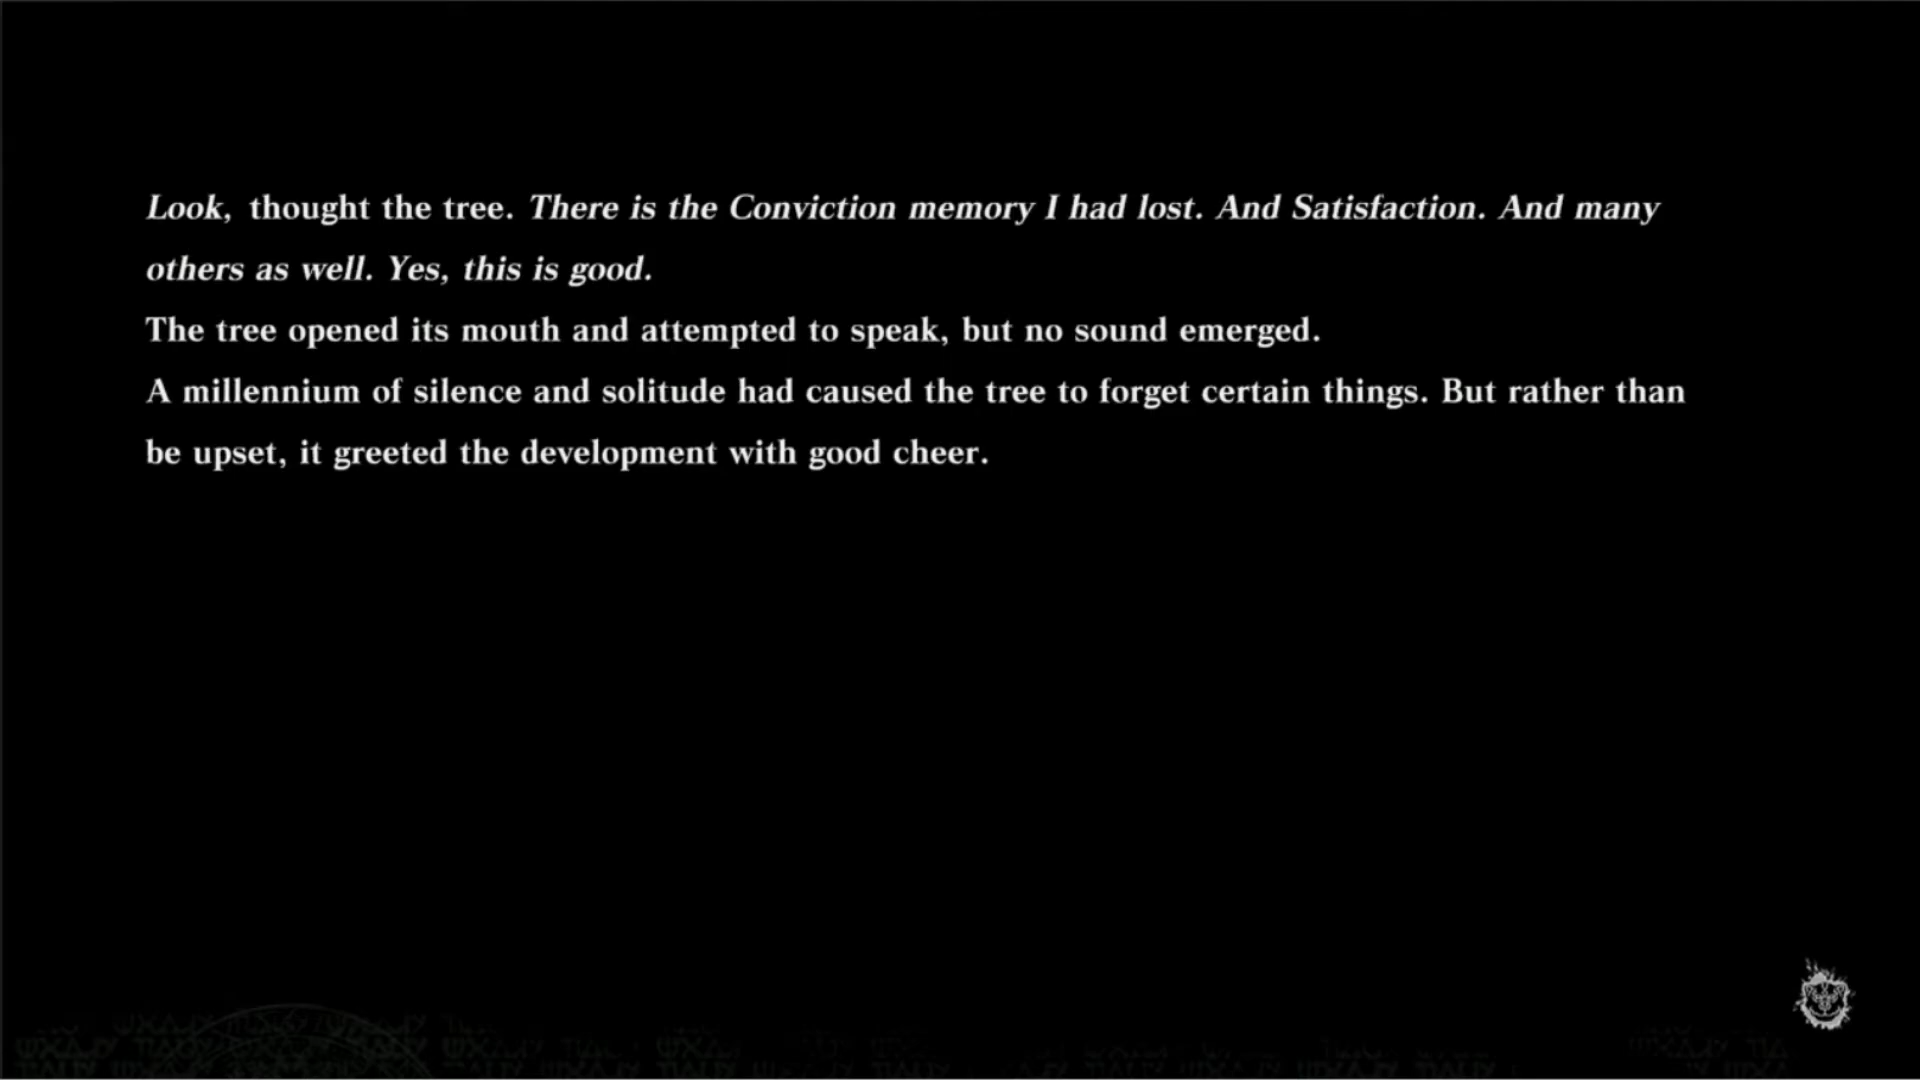 Look, thought the tree. There is the Conviction memory I had lost. And Satisfaction. And many
others as well. Yes, this is good.
The tree opened its mouth and attempted to speak, but no sound emerged.
A millennium of silence and solitude had caused the tree to forget certain things. But rather than
be upset, it greeted the development with good cheer.